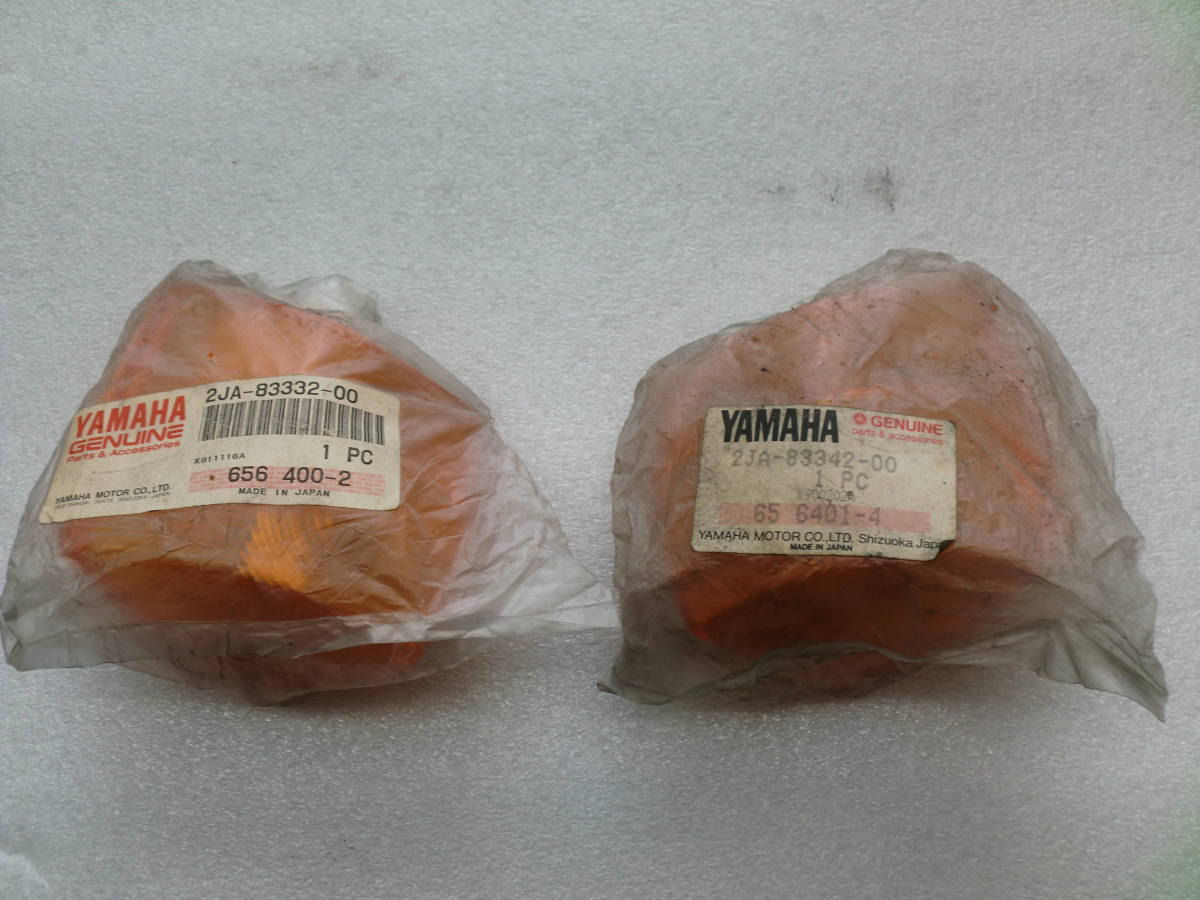 YAMAHA
GENUINE
Parts & Accessories
2JA-83332-00
1 PC
K911116A
656 400-2
MADE IN JAPAN
YAMAHA MOTOR CO.,LTD.
YAMAHA
GENUINE
parts & accessories
2JA-83342-00
1 PC
65 6401-4
YAMAHA MOTOR CO.,LTD. Shizuoka Japa
MADE IN JAPAN